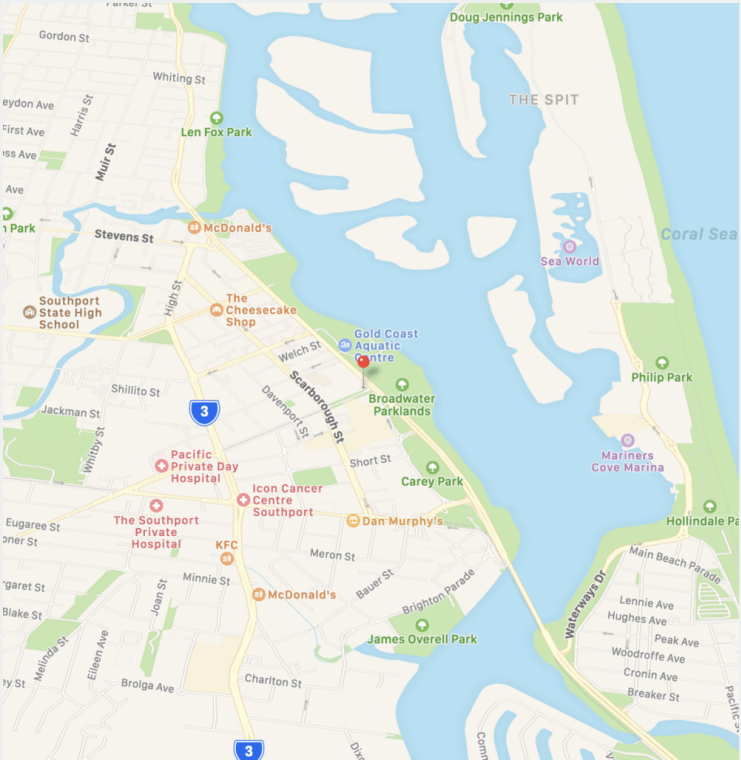 Parker St
Doug Jennings Park
Gordon St
Whiting St
THE SPIT
eydon Ave
Harris St
First Ave
Len Fox Park
oss Ave
Muir St
Ave
n Park
McDonald's
Stevens St
Coral Sea
Sea World
Southport
State High
School
High St
The
Cheesecake
Shop
Gold Coast
Aquatic
Centre
Welch St
Philip Park
Scarborough St
Shillito St
Davenport St
Broadwater
Parklands
3
Jackman St
Whitby St
Mariners
Cove Marina
Pacific
Private Day
Hospital
Short St
Carey Park
Icon Cancer
Centre
Southport
The Southport
Private
Hospital
Dan Murphy's
Hollindale Pa
Eugaree St
oner St
KFC
Meron St
Main Beach Parade
Minnie St
Bauer St
Brighton Parade
Waterways Dr
rgaret St
Joan St
McDonald's
Lennie Ave
Blake St
Hughes Ave
James Overell Park
Peak Ave
Melinda St
Eileen Ave
Woodroffe Ave
Cronin Ave
ey St
Brolga Ave
Charlton St
Breaker St
Pacific S
3
Dixo
Comm